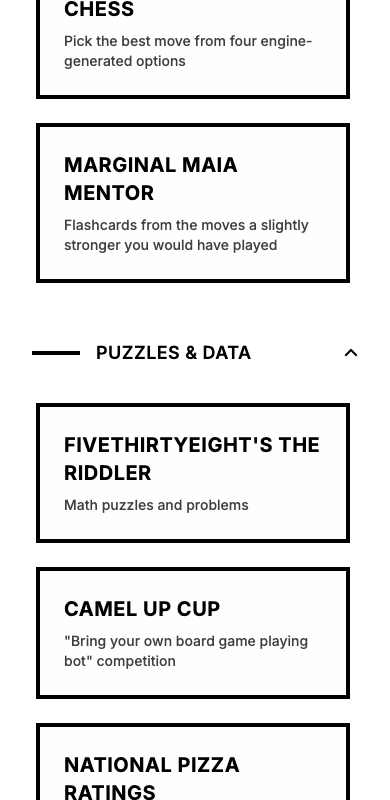 CHESS
Pick the best move from four engine-
generated options
MARGINAL MAIA
MENTOR
Flashcards from the moves a slightly
stronger you would have played
PUZZLES & DATA
FIVETHIRTYEIGHT'S THE
RIDDLER
Math puzzles and problems
CAMEL UP CUP
"Bring your own board game playing
bot" competition
NATIONAL PIZZA
RATINGS